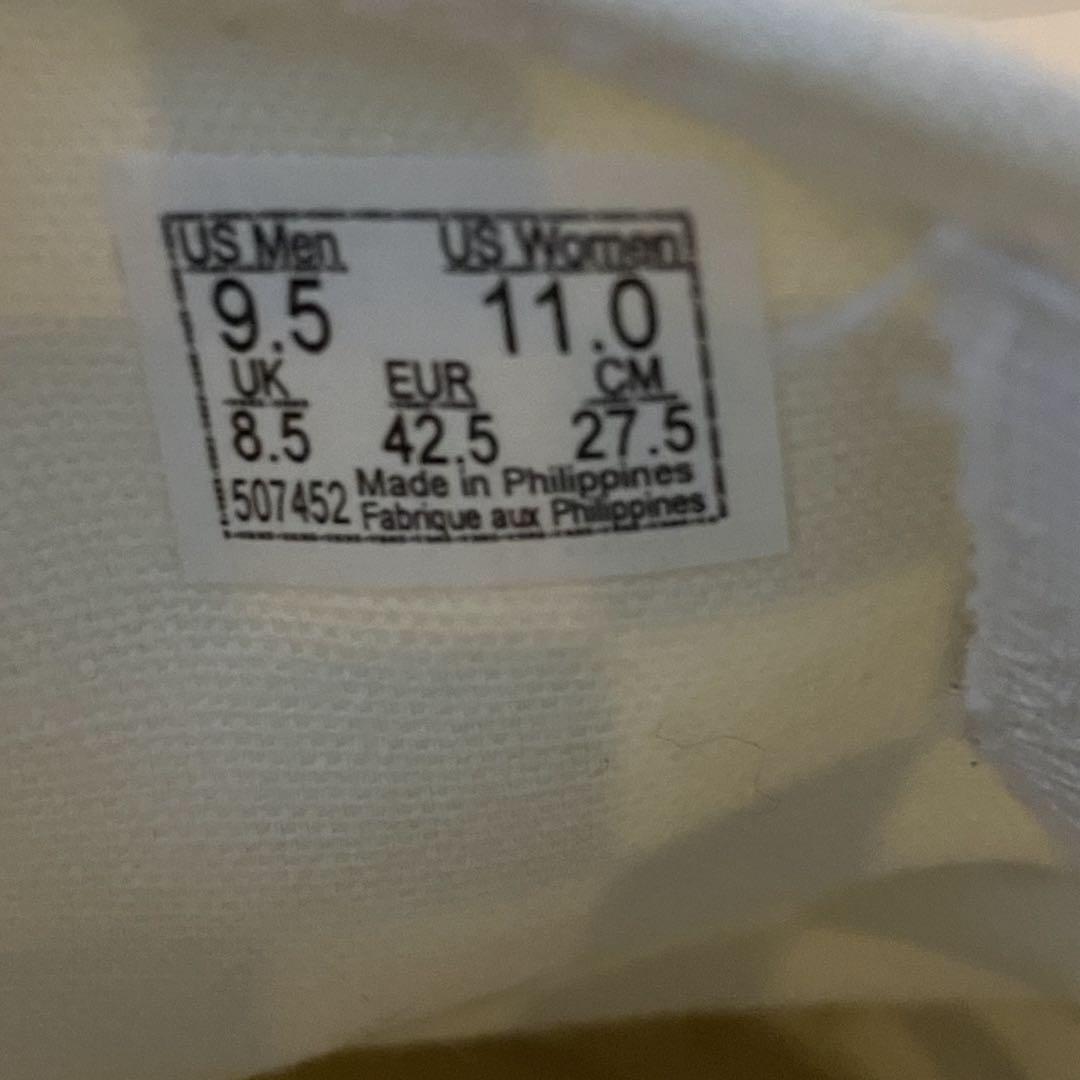 US Men US Women
9.5 11.0
UK EUR CM
8.5 42.5 27.5
507452 Made in Philippines
Fabrique aux Philippines